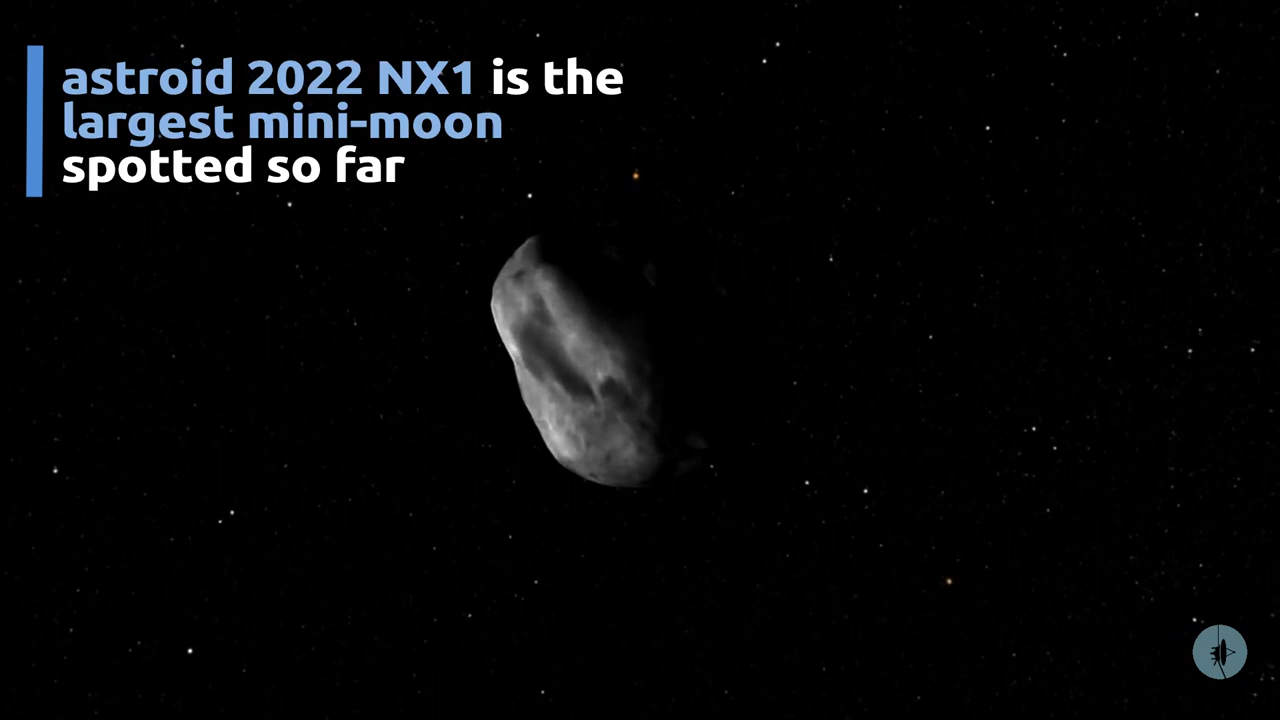 astroid 2022 NX1 is the
largest mini-moon
spotted so far